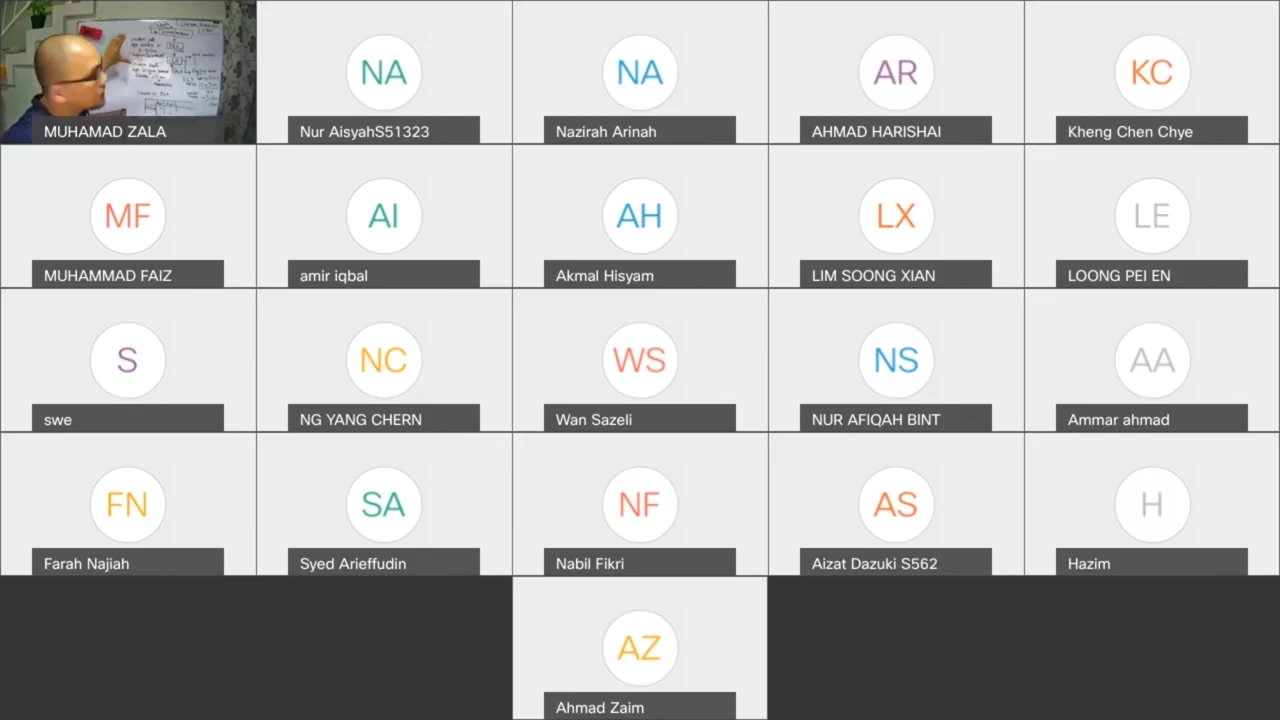 MUHAMAD ZALA
NA
Nur AisyahS51323
NA
Nazirah Arinah
AR
AHMAD HARISHAI
KC
Kheng Chen Chye
MF
MUHAMMAD FAIZ
AI
amir iqbal
AH
Akmal Hisyam
LX
LIM SOONG XIAN
LE
LOONG PEI EN
S
swe
NC
NG YANG CHERN
WS
Wan Sazeli
NS
NUR AFIQAH BINT
AA
Ammar ahmad
FN
Farah Najiah
SA
Syed Arieffudin
NF
Nabil Fikri
AS
Aizat Dazuki S562
H
Hazim
AZ
Ahmad Zaim